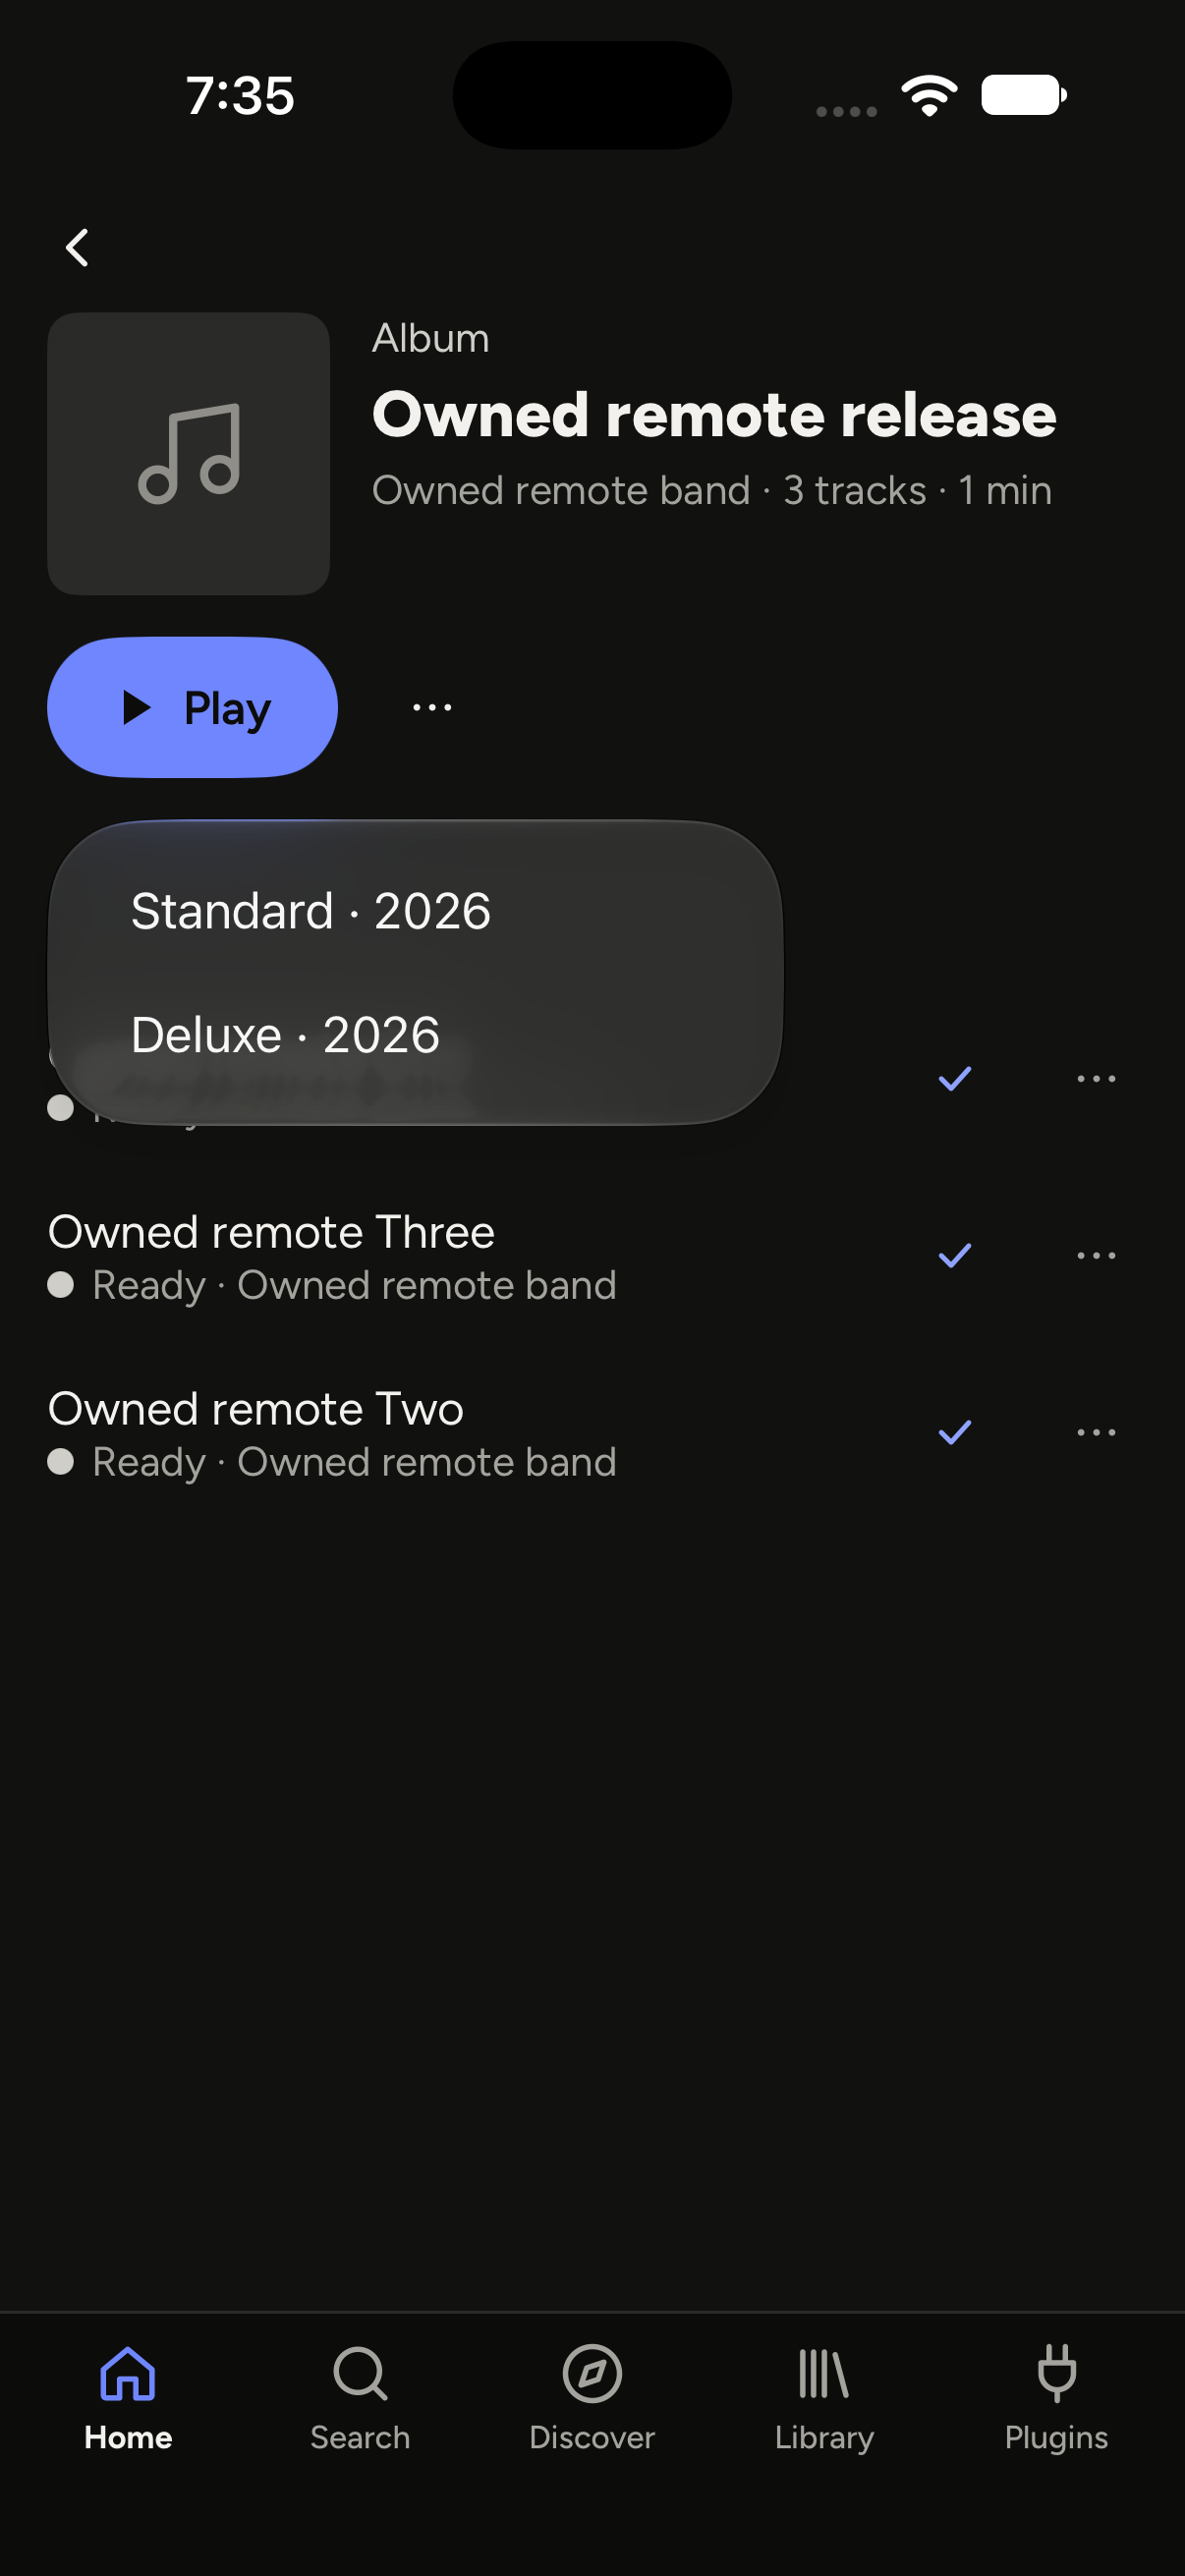 7:35
Album
Owned remote release
Owned remote band · 3 tracks · 1 min
Play
Standard · 2026
Deluxe · 2026
Owned remote Three
Ready · Owned remote band
Owned remote Two
Ready · Owned remote band
Home
Search
Discover
Library
Plugins